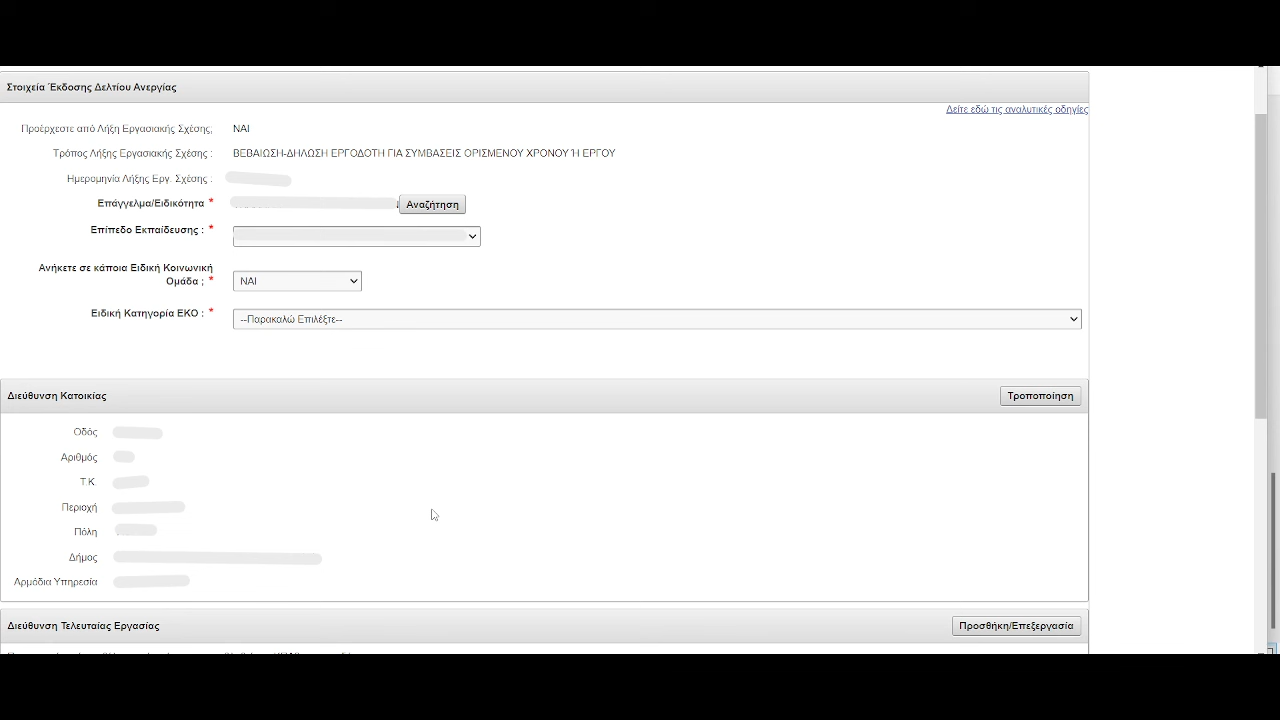 Στοιχεία Έκδοσης Δελτίου Ανεργίας
Δείτε εδώ τις αναλυτικές οδηγίες
Προέρχεστε από Λήξη Εργασιακής Σχέσης; ΝΑΙ
Τρόπος Λήξης Εργασιακής Σχέσης : ΒΕΒΑΙΩΣΗ-ΔΗΛΩΣΗ ΕΡΓΟΔΟΤΗ ΓΙΑ ΣΥΜΒΑΣΕΙΣ ΟΡΙΣΜΕΝΟΥ ΧΡΟΝΟΥ Ή ΕΡΓΟΥ
Ημερομηνία Λήξης Εργ. Σχέσης :
Επάγγελμα/Ειδικότητα * Αναζήτηση
Επίπεδο Εκπαίδευσης : *
Ανήκετε σε κάποια Ειδική Κοινωνική
Ομάδα ; * ΝΑΙ
Ειδική Κατηγορία ΕΚΟ : * --Παρακαλώ Επιλέξτε--
Διεύθυνση Κατοικίας Τροποποίηση
Οδός
Αριθμός
Τ.Κ
Περιοχή
Πόλη
Δήμος
Αρμόδια Υπηρεσία
Διεύθυνση Τελευταίας Εργασίας Προσθήκη/Επεξεργασία